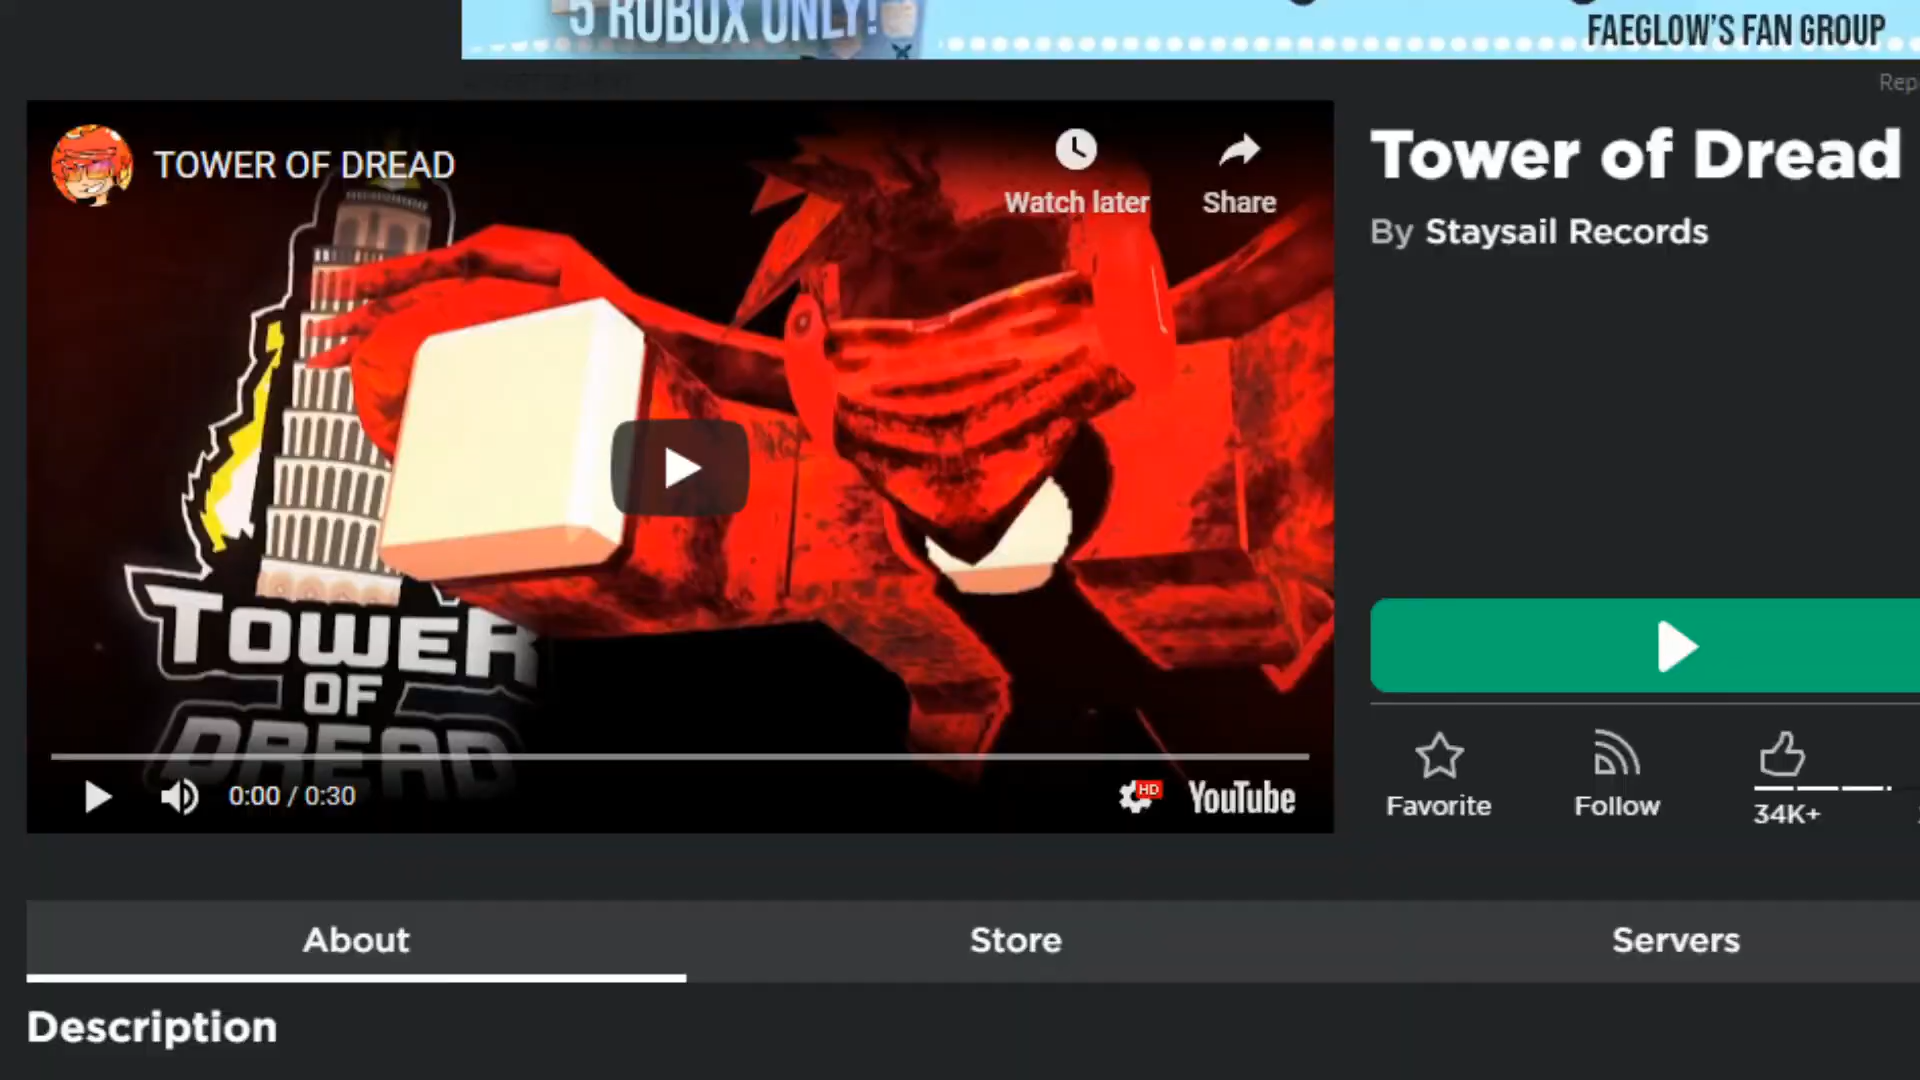 5 ROBUX ONLY!
FAEGLOW'S FAN GROUP
Rep
TOWER OF DREAD
Watch later
Share
Tower of Dread
By Staysail Records
TOWER
OF
DREAD
0:00 / 0:30
HD
YouTube
Favorite
Follow
34K+
About
Store
Servers
Description